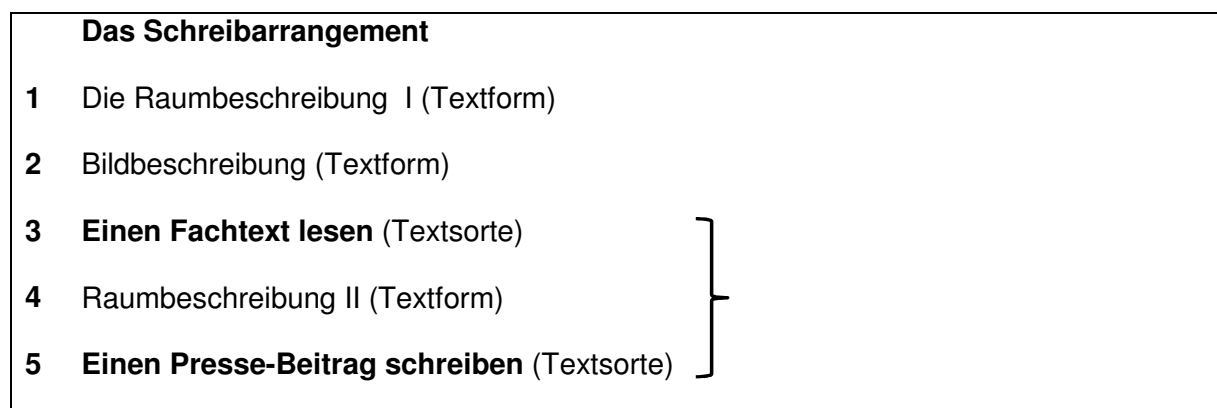 Das Schreibarrangement
1 Die Raumbeschreibung I (Textform)
2 Bildbeschreibung (Textform)
3 Einen Fachtext lesen (Textsorte)
4 Raumbeschreibung II (Textform)
5 Einen Presse-Beitrag schreiben (Textsorte)